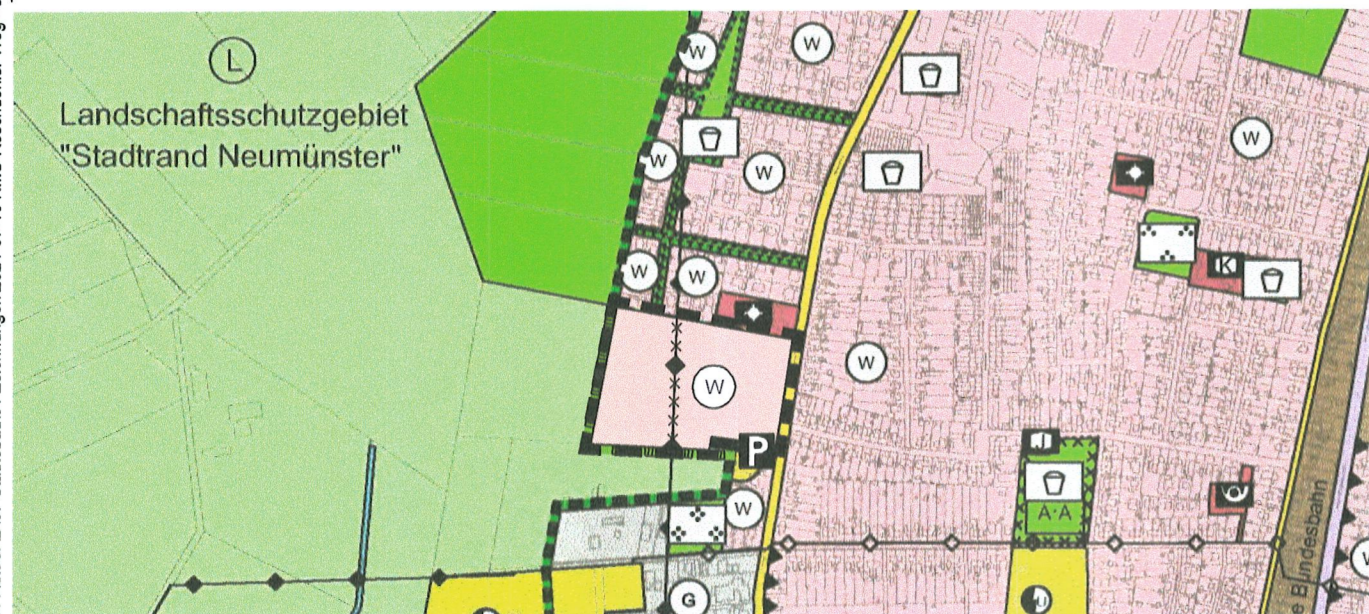 L
Landschaftsschutzgebiet
"Stadtrand Neumünster"
W
W
W
W
W
W
W
K
W
W
P
J
W
A·A
G
Bundesbahn